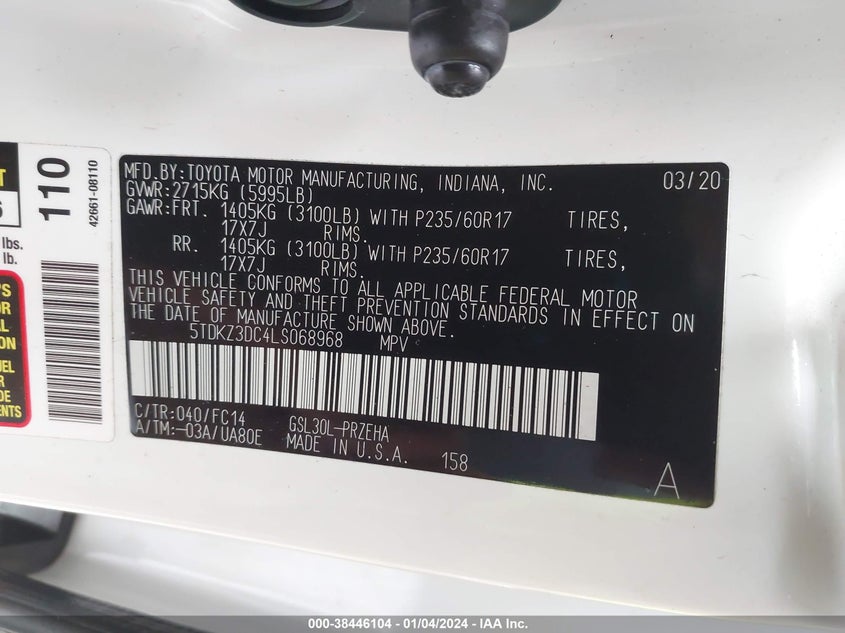 MFD.BY:TOYOTA MOTOR MANUFACTURING, INDIANA, INC. 03/20
GVWR:2715KG (5995LB)
GAWR:FRT. 1405KG (3100LB) WITH P235/60R17 TIRES,
17X7J RIMS.
RR. 1405KG (3100LB) WITH P235/60R17 TIRES,
17X7J RIMS.
THIS VEHICLE CONFORMS TO ALL APPLICABLE FEDERAL MOTOR
VEHICLE SAFETY AND THEFT PREVENTION STANDARDS IN EFFECT ON
THE DATE OF MANUFACTURE SHOWN ABOVE.
5TDKZ3DC4LS068968 MPV
C/TR:040/FC14 GSL30L-PRZEHA
A/TM:-03A/UA80E MADE IN U.S.A. 158
A
110
42661-08110
lbs.
lb.
000-38446104 - 01/04/2024 - IAA Inc.